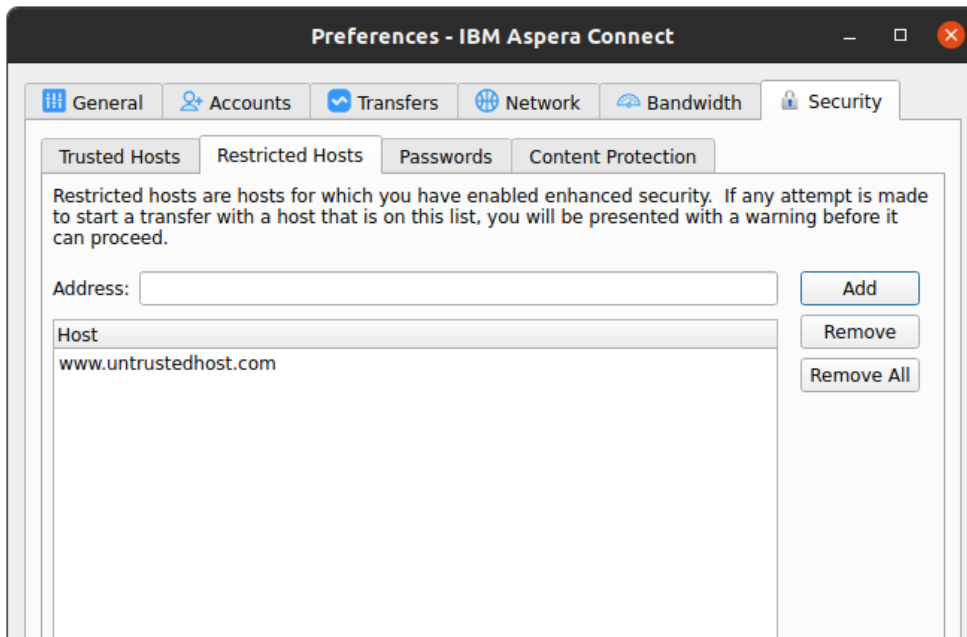 Preferences - IBM Aspera Connect
General Accounts Transfers Network Bandwidth Security
Trusted Hosts Restricted Hosts Passwords Content Protection
Restricted hosts are hosts for which you have enabled enhanced security. If any attempt is made
to start a transfer with a host that is on this list, you will be presented with a warning before it
can proceed.
Address: Add
Host Remove
www.untrustedhost.com
Remove All